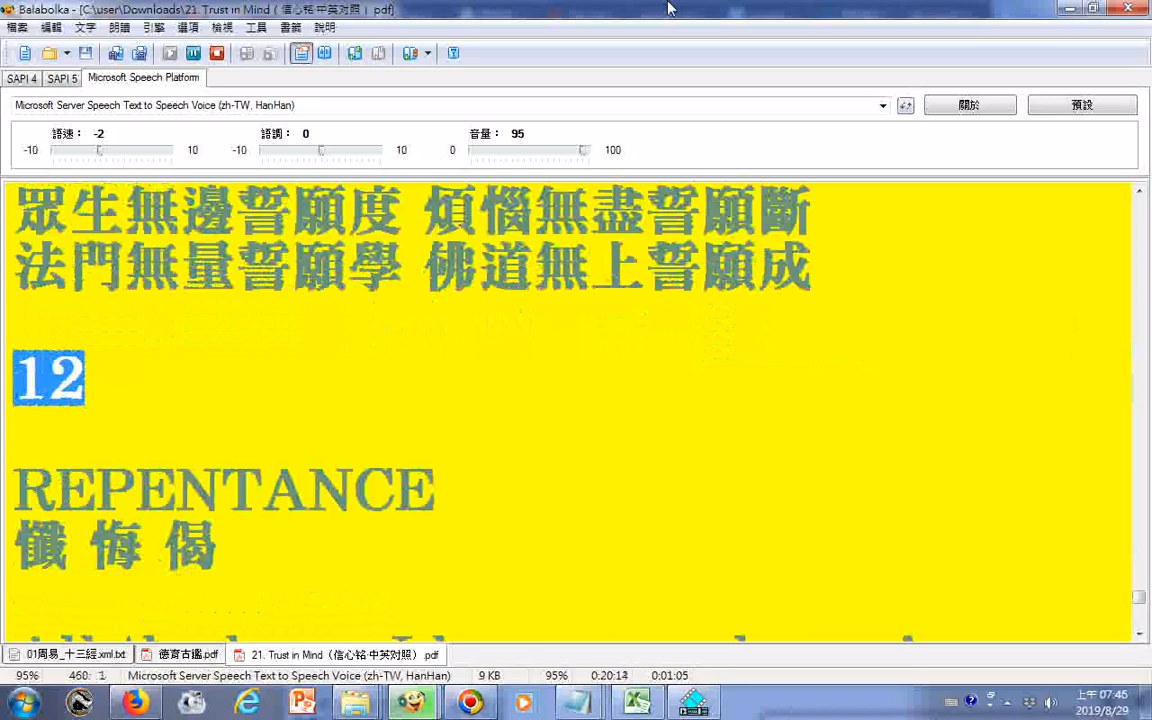 Balabolka - [C:\user\Downloads\21. Trust in Mind（信心铭·中英对照）.pdf]
檔案 編輯 文字 朗讀 引擎 選項 檢視 工具 書籤 說明
SAPI 4 SAPI 5 Microsoft Speech Platform
Microsoft Server Speech Text to Speech Voice (zh-TW, HanHan) 關於 預設
語速： -2 語調： 0 音量： 95
-10 10 -10 10 0 100
眾生無邊誓願度 煩惱無盡誓願斷
法門無量誓願學 佛道無上誓願成
12
REPENTANCE
懺 悔 偈
01周易_十三經.xml.txt 德育古鑑.pdf 21. Trust in Mind（信心铭·中英对照）.pdf
95% 460: 1 Microsoft Server Speech Text to Speech Voice (zh-TW, HanHan) 9 KB 95% 0:20:14 0:01:05
上午 07:45
2019/8/29